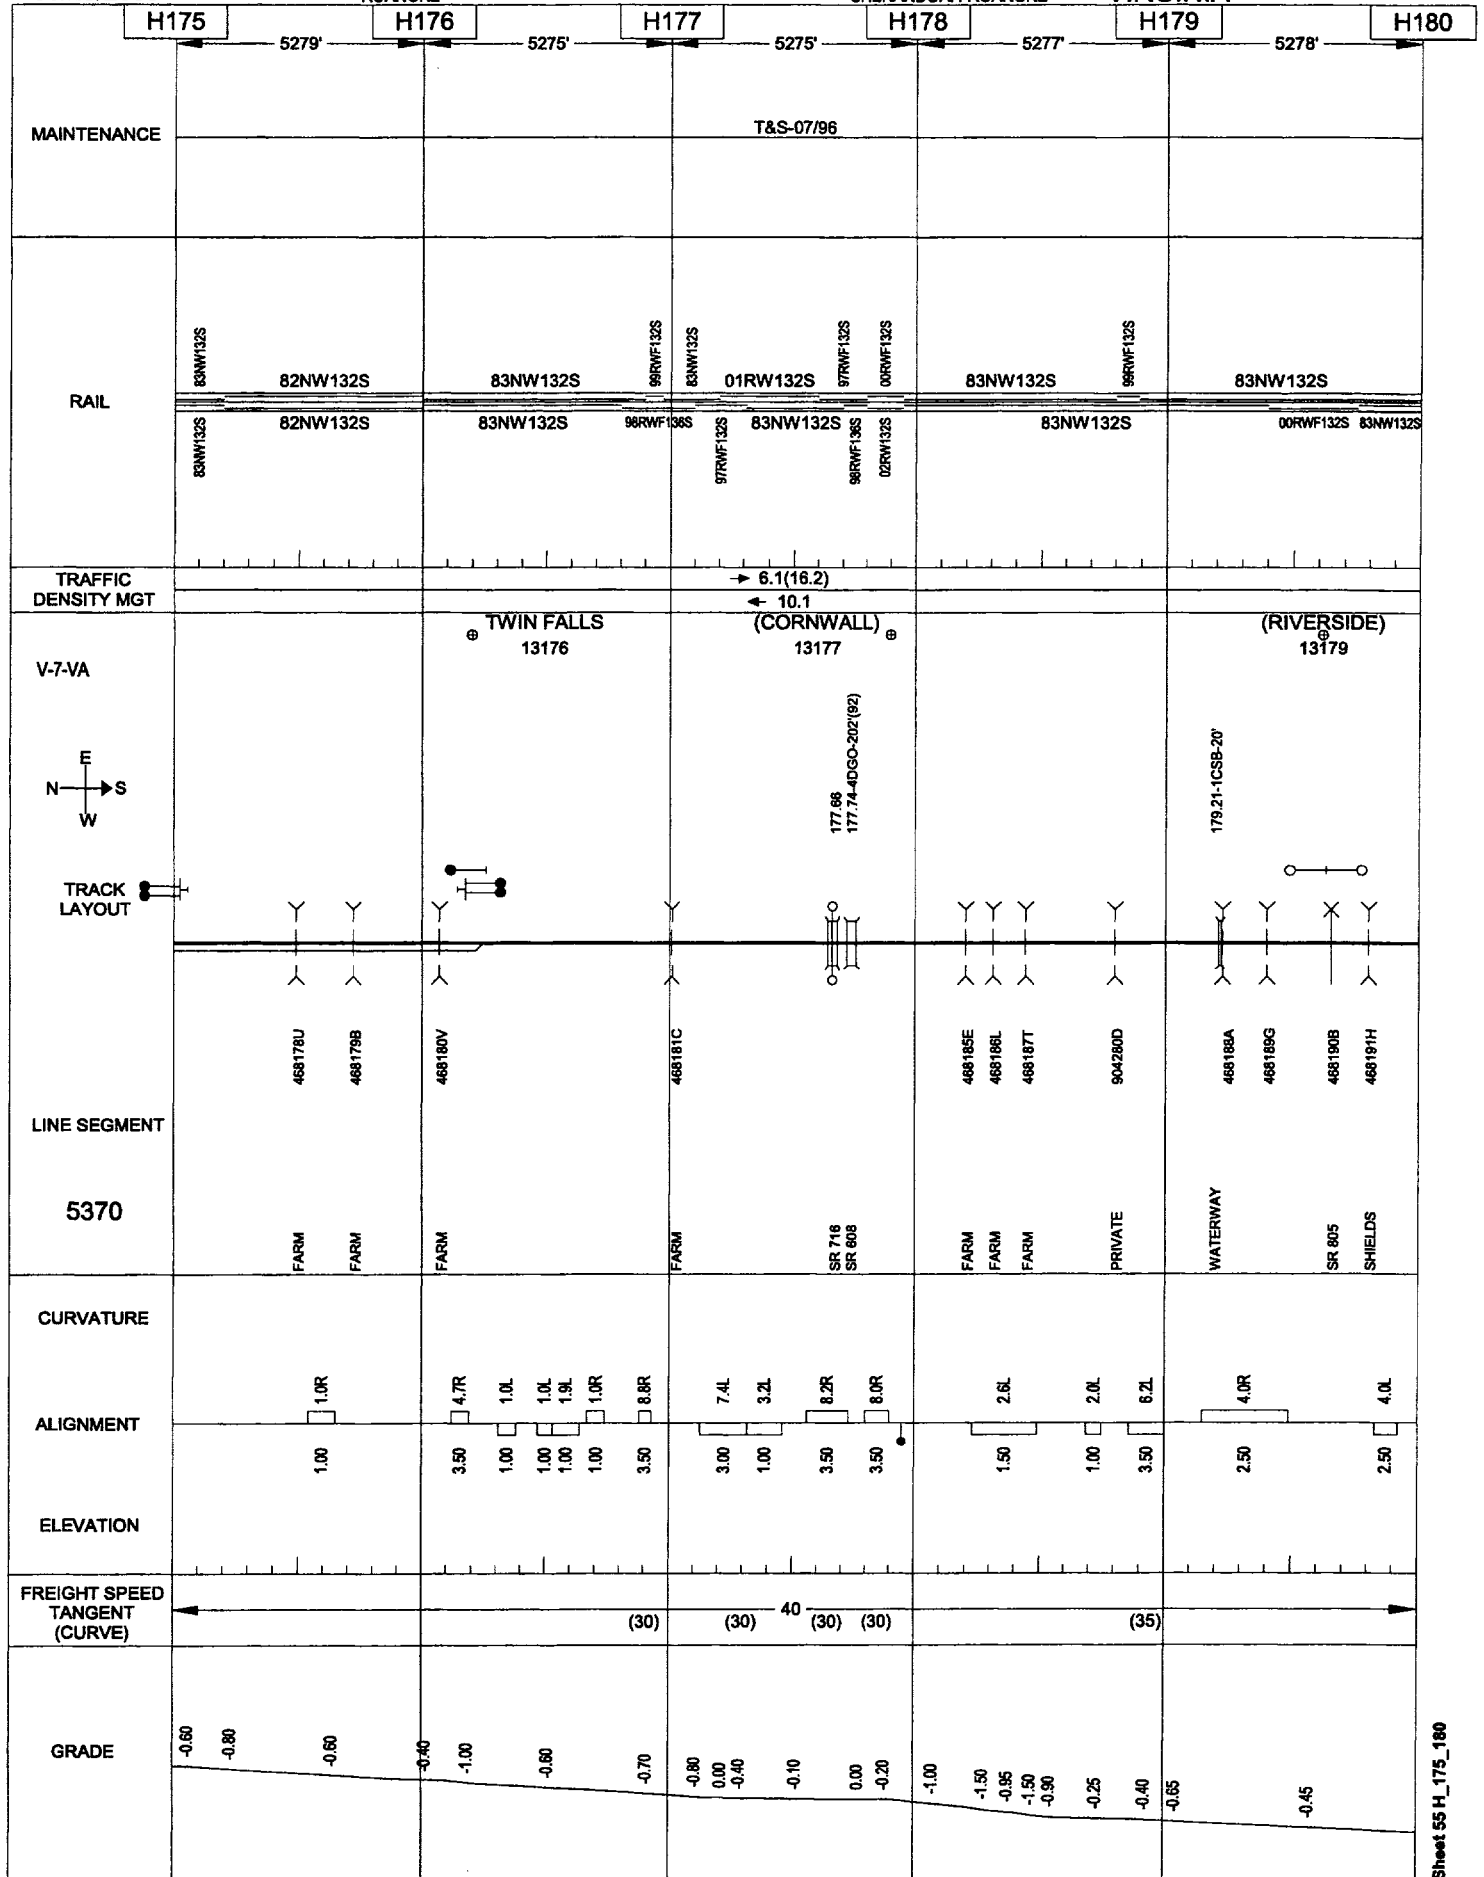 H175 H176 H177 H178 H179 H180
5279' 5275' 5275' 5277' 5278'
MAINTENANCE
T&S-07/96
83NW132S 99RWF132S 83NW132S 97RWF132S 00RWF132S 99RWF132S
82NW132S 83NW132S 01RW132S 83NW132S 83NW132S
RAIL
82NW132S 83NW132S 98RWF136S 83NW132S 83NW132S 00RWF132S 83NW132S
83NW132S 97RWF132S 98RWF136S 02RW132S
TRAFFIC
DENSITY MGT
6.1(16.2)
10.1
TWIN FALLS (CORNWALL) (RIVERSIDE)
13176 13177 13179
V-7-VA
E
N S
W
177.66 177.74-4DGO-202'(92) 179.21-1CSB-20'
TRACK
LAYOUT
468178U 468179B 468180V 468181C 468185E 468186L 468187T 904280D 468188A 468189G 468190B 468191H
LINE SEGMENT
5370
FARM FARM FARM FARM SR 716 SR 608 FARM FARM FARM PRIVATE WATERWAY SR 805 SHIELDS
CURVATURE
1.0R 4.7R 1.0L 1.0L 1.9L 1.0R 8.8R 7.4L 3.2L 8.2R 8.0R 2.6L 2.0L 6.2L 4.0R 4.0L
ALIGNMENT
1.00 3.50 1.00 1.00 1.00 1.00 3.50 3.00 1.00 3.50 3.50 1.50 1.00 3.50 2.50 2.50
ELEVATION
FREIGHT SPEED
TANGENT
(CURVE)
40
(30) (30) (30) (30) (35)
GRADE
-0.60 -0.80 -0.60 -0.40 -1.00 -0.60 -0.70 -0.80 0.00 -0.40 -0.10 0.00 -0.20 -1.00 -1.50 -0.95 -1.50 -0.90 -0.25 -0.40 -0.65 -0.45
Sheet 55 H_175_180